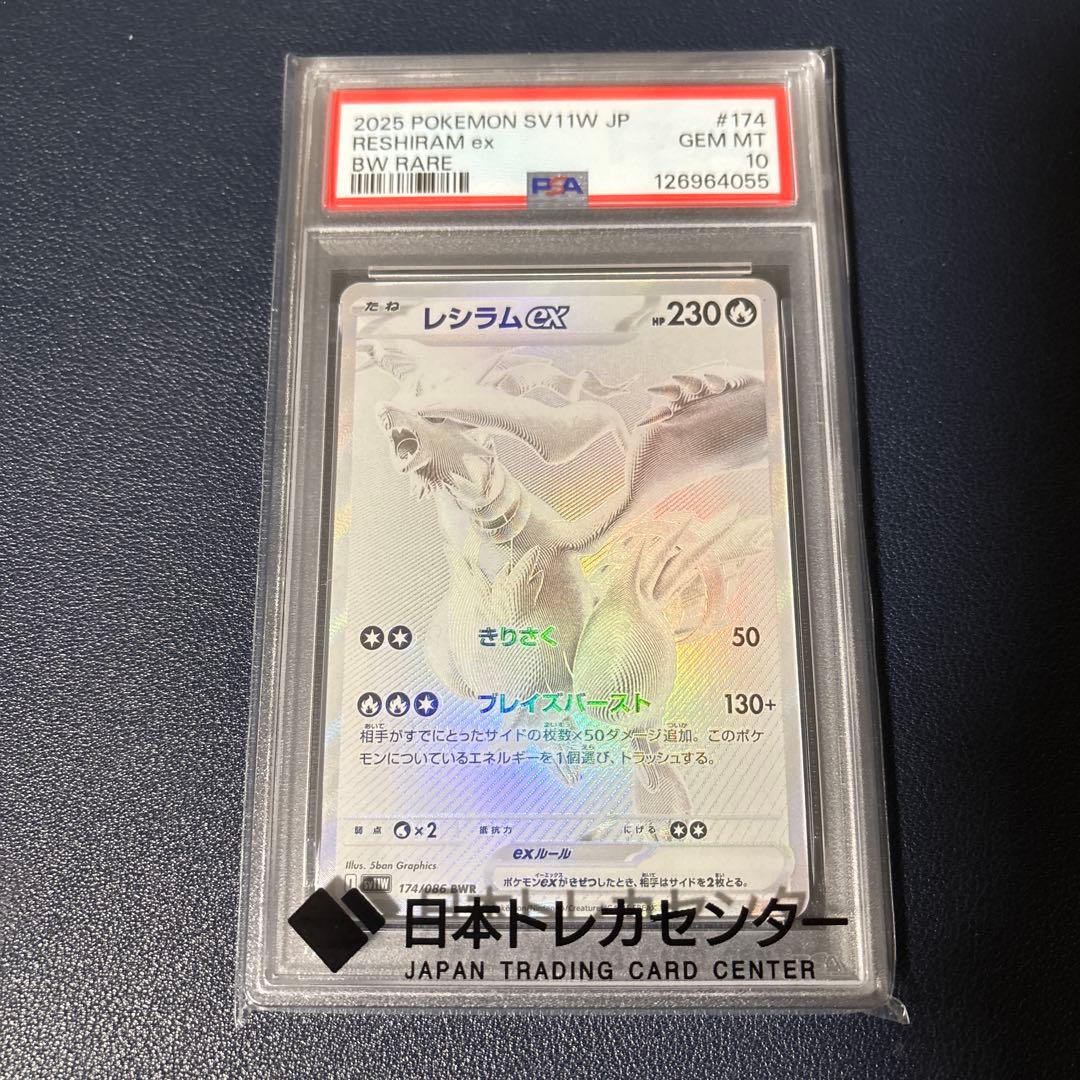 2025 POKEMON SV11W JP #174
RESHIRAM ex GEM MT
BW RARE 10
PSA 126964055
たね レシラムex HP 230
きりさく 50
ブレイズバースト 130+
相手がすでにとったサイドの枚数×50ダメージ追加。このポケ
モンについているエネルギーを1個選び、トラッシュする。
弱点 ×2 抵抗力 にげる
exルール
ポケモンexがきぜつしたとき、相手はサイドを2枚とる。
Illus. 5ban Graphics
I SV11W 174/086 BWR
日本トレカセンター
JAPAN TRADING CARD CENTER